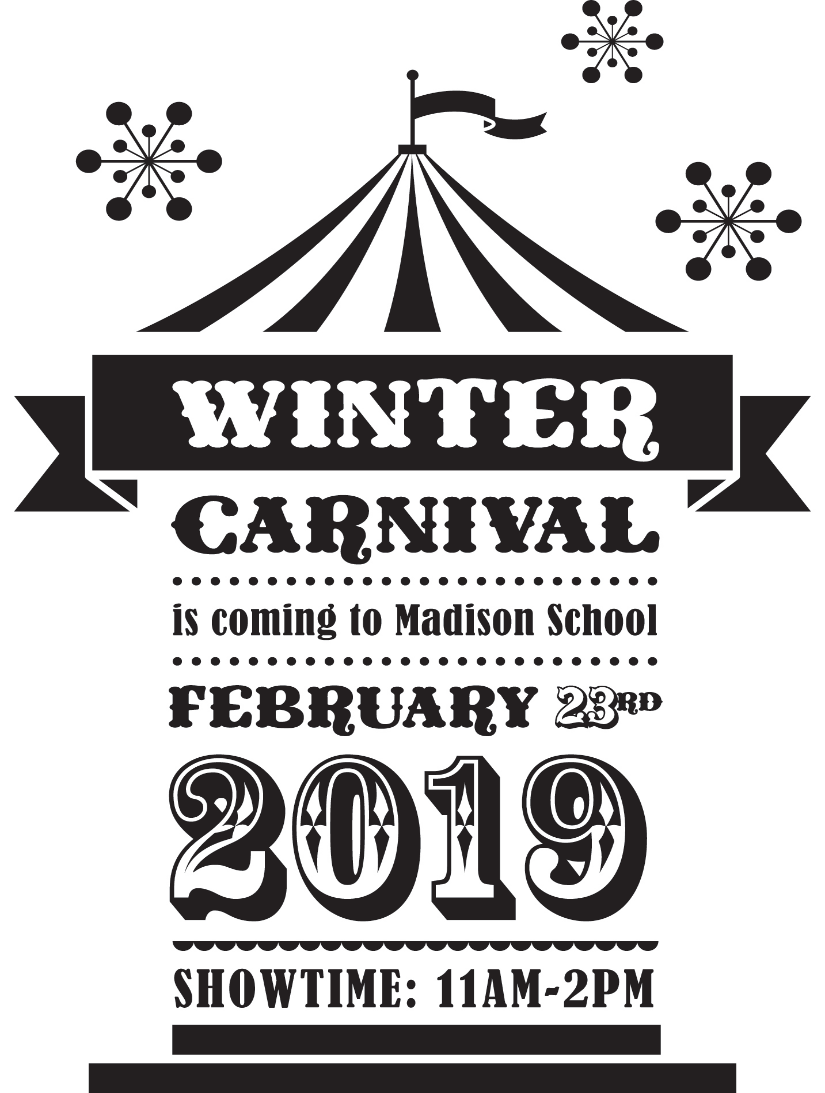 WINTER
CARNIVAL
is coming to Madison School
FEBRUARY 23RD
2019
SHOWTIME: 11AM-2PM